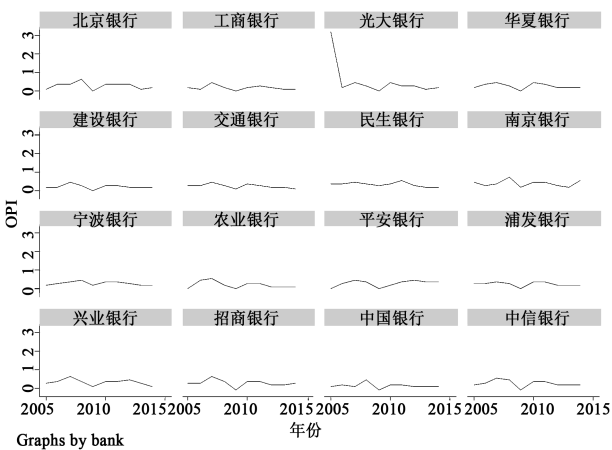 北京银行 工商银行 光大银行 华夏银行
0 1 2 3
建设银行 交通银行 民生银行 南京银行
0 1 2 3
OPI
宁波银行 农业银行 平安银行 浦发银行
0 1 2 3
兴业银行 招商银行 中国银行 中信银行
0 1 2 3
2005 2010 2015 2005 2010 2015 2005 2010 2015 2005 2010 2015
年份
Graphs by bank